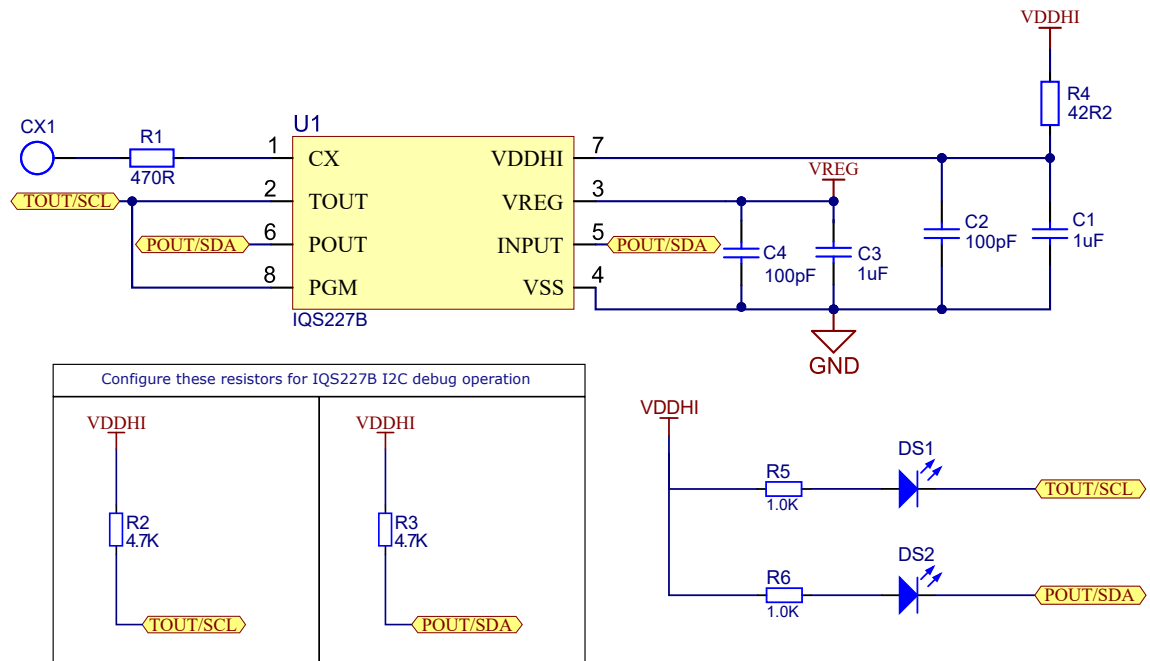 VDDHI
R4
42R2
CX1
R1
470R
U1
1
CX
VDDHI
7
TOUT/SCL
2
TOUT
VREG
3
VREG
POUT/SDA
6
POUT
INPUT
5
POUT/SDA
8
PGM
VSS
4
IQS227B
C4
100pF
C3
1uF
C2
100pF
C1
1uF
GND
Configure these resistors for IQS227B I2C debug operation
VDDHI
R2
4.7K
TOUT/SCL
VDDHI
R3
4.7K
POUT/SDA
VDDHI
R5
1.0K
DS1
TOUT/SCL
R6
1.0K
DS2
POUT/SDA